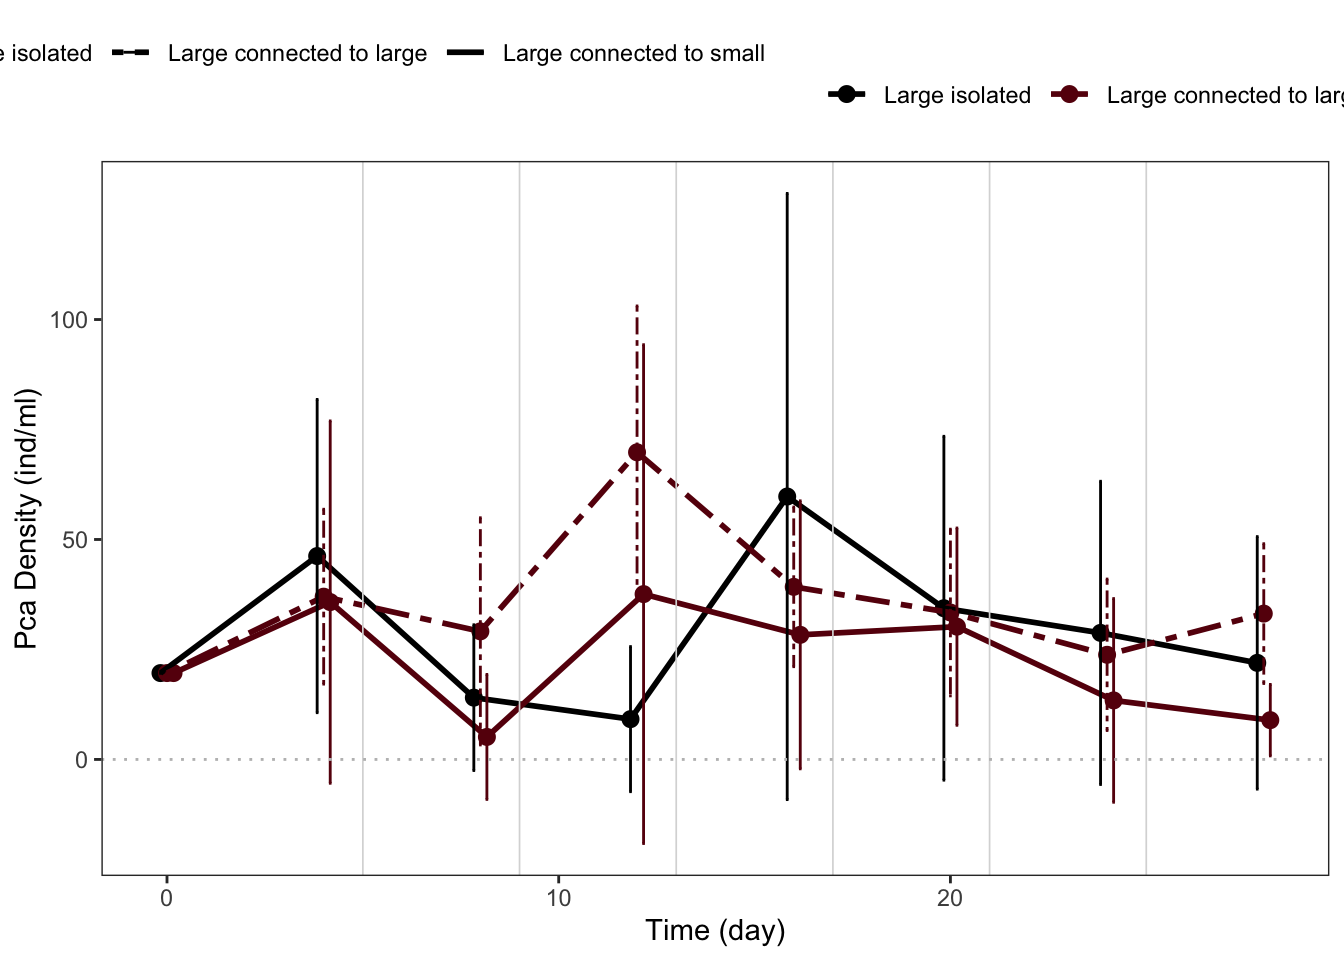 e isolated Large connected to large Large connected to small
Large isolated Large connected to larg
100
50
0
Pca Density (ind/ml)
0 10 20
Time (day)